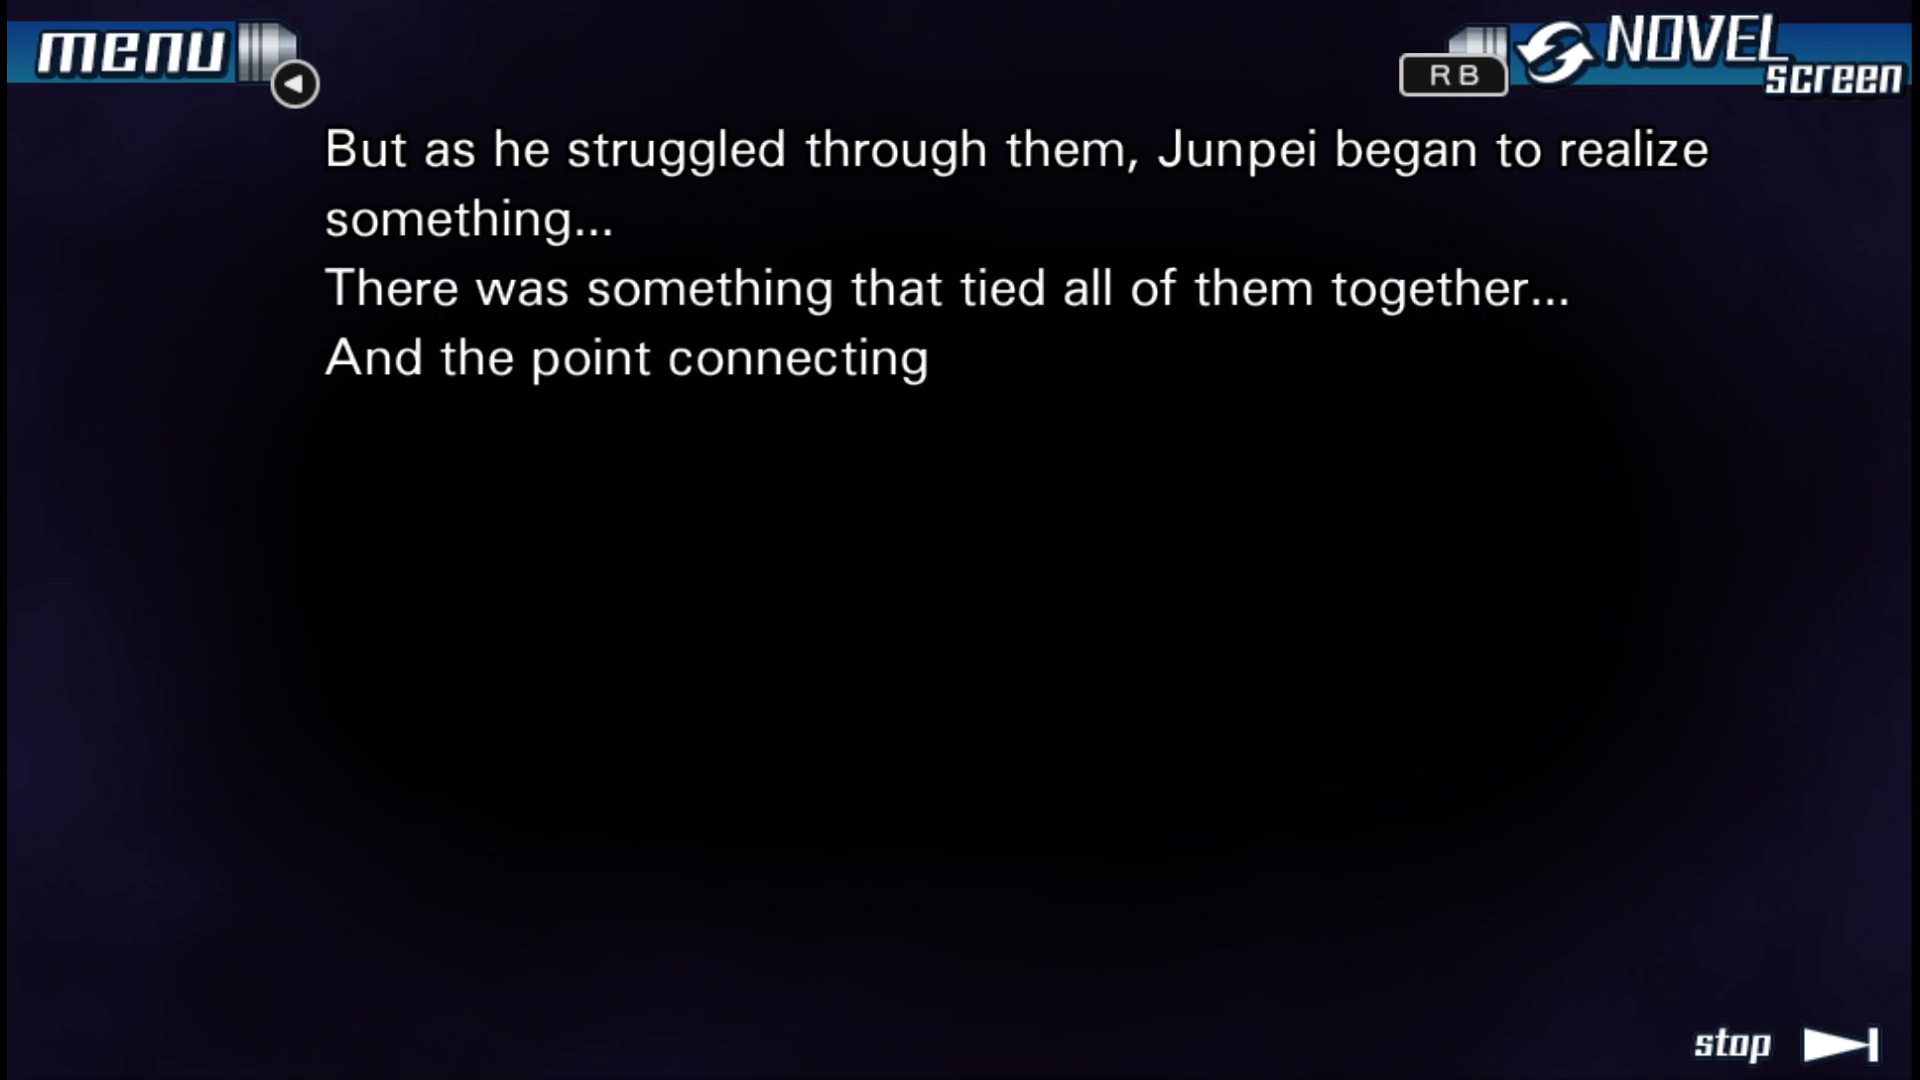 menu
RB
NOVEL
screen
But as he struggled through them, Junpei began to realize
something...
There was something that tied all of them together...
And the point connecting
stop